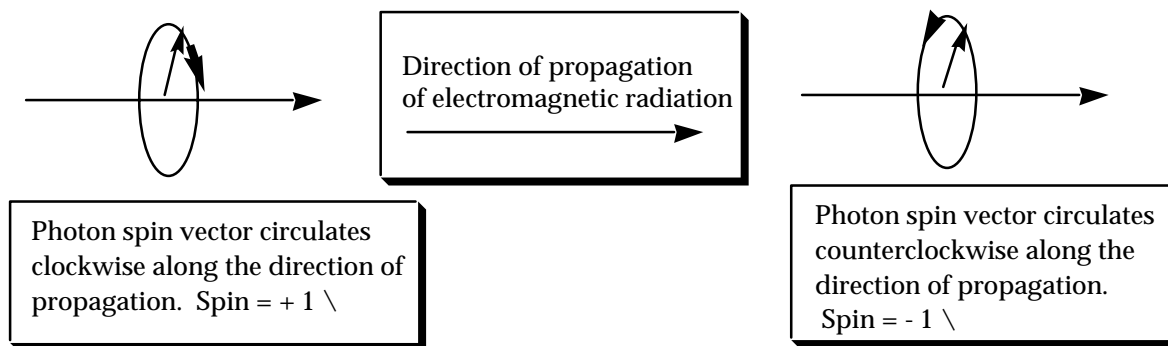 Direction of propagation
of electromagnetic radiation
Photon spin vector circulates
clockwise along the direction of
propagation. Spin = + 1 \
Photon spin vector circulates
counterclockwise along the
direction of propagation.
Spin = - 1 \